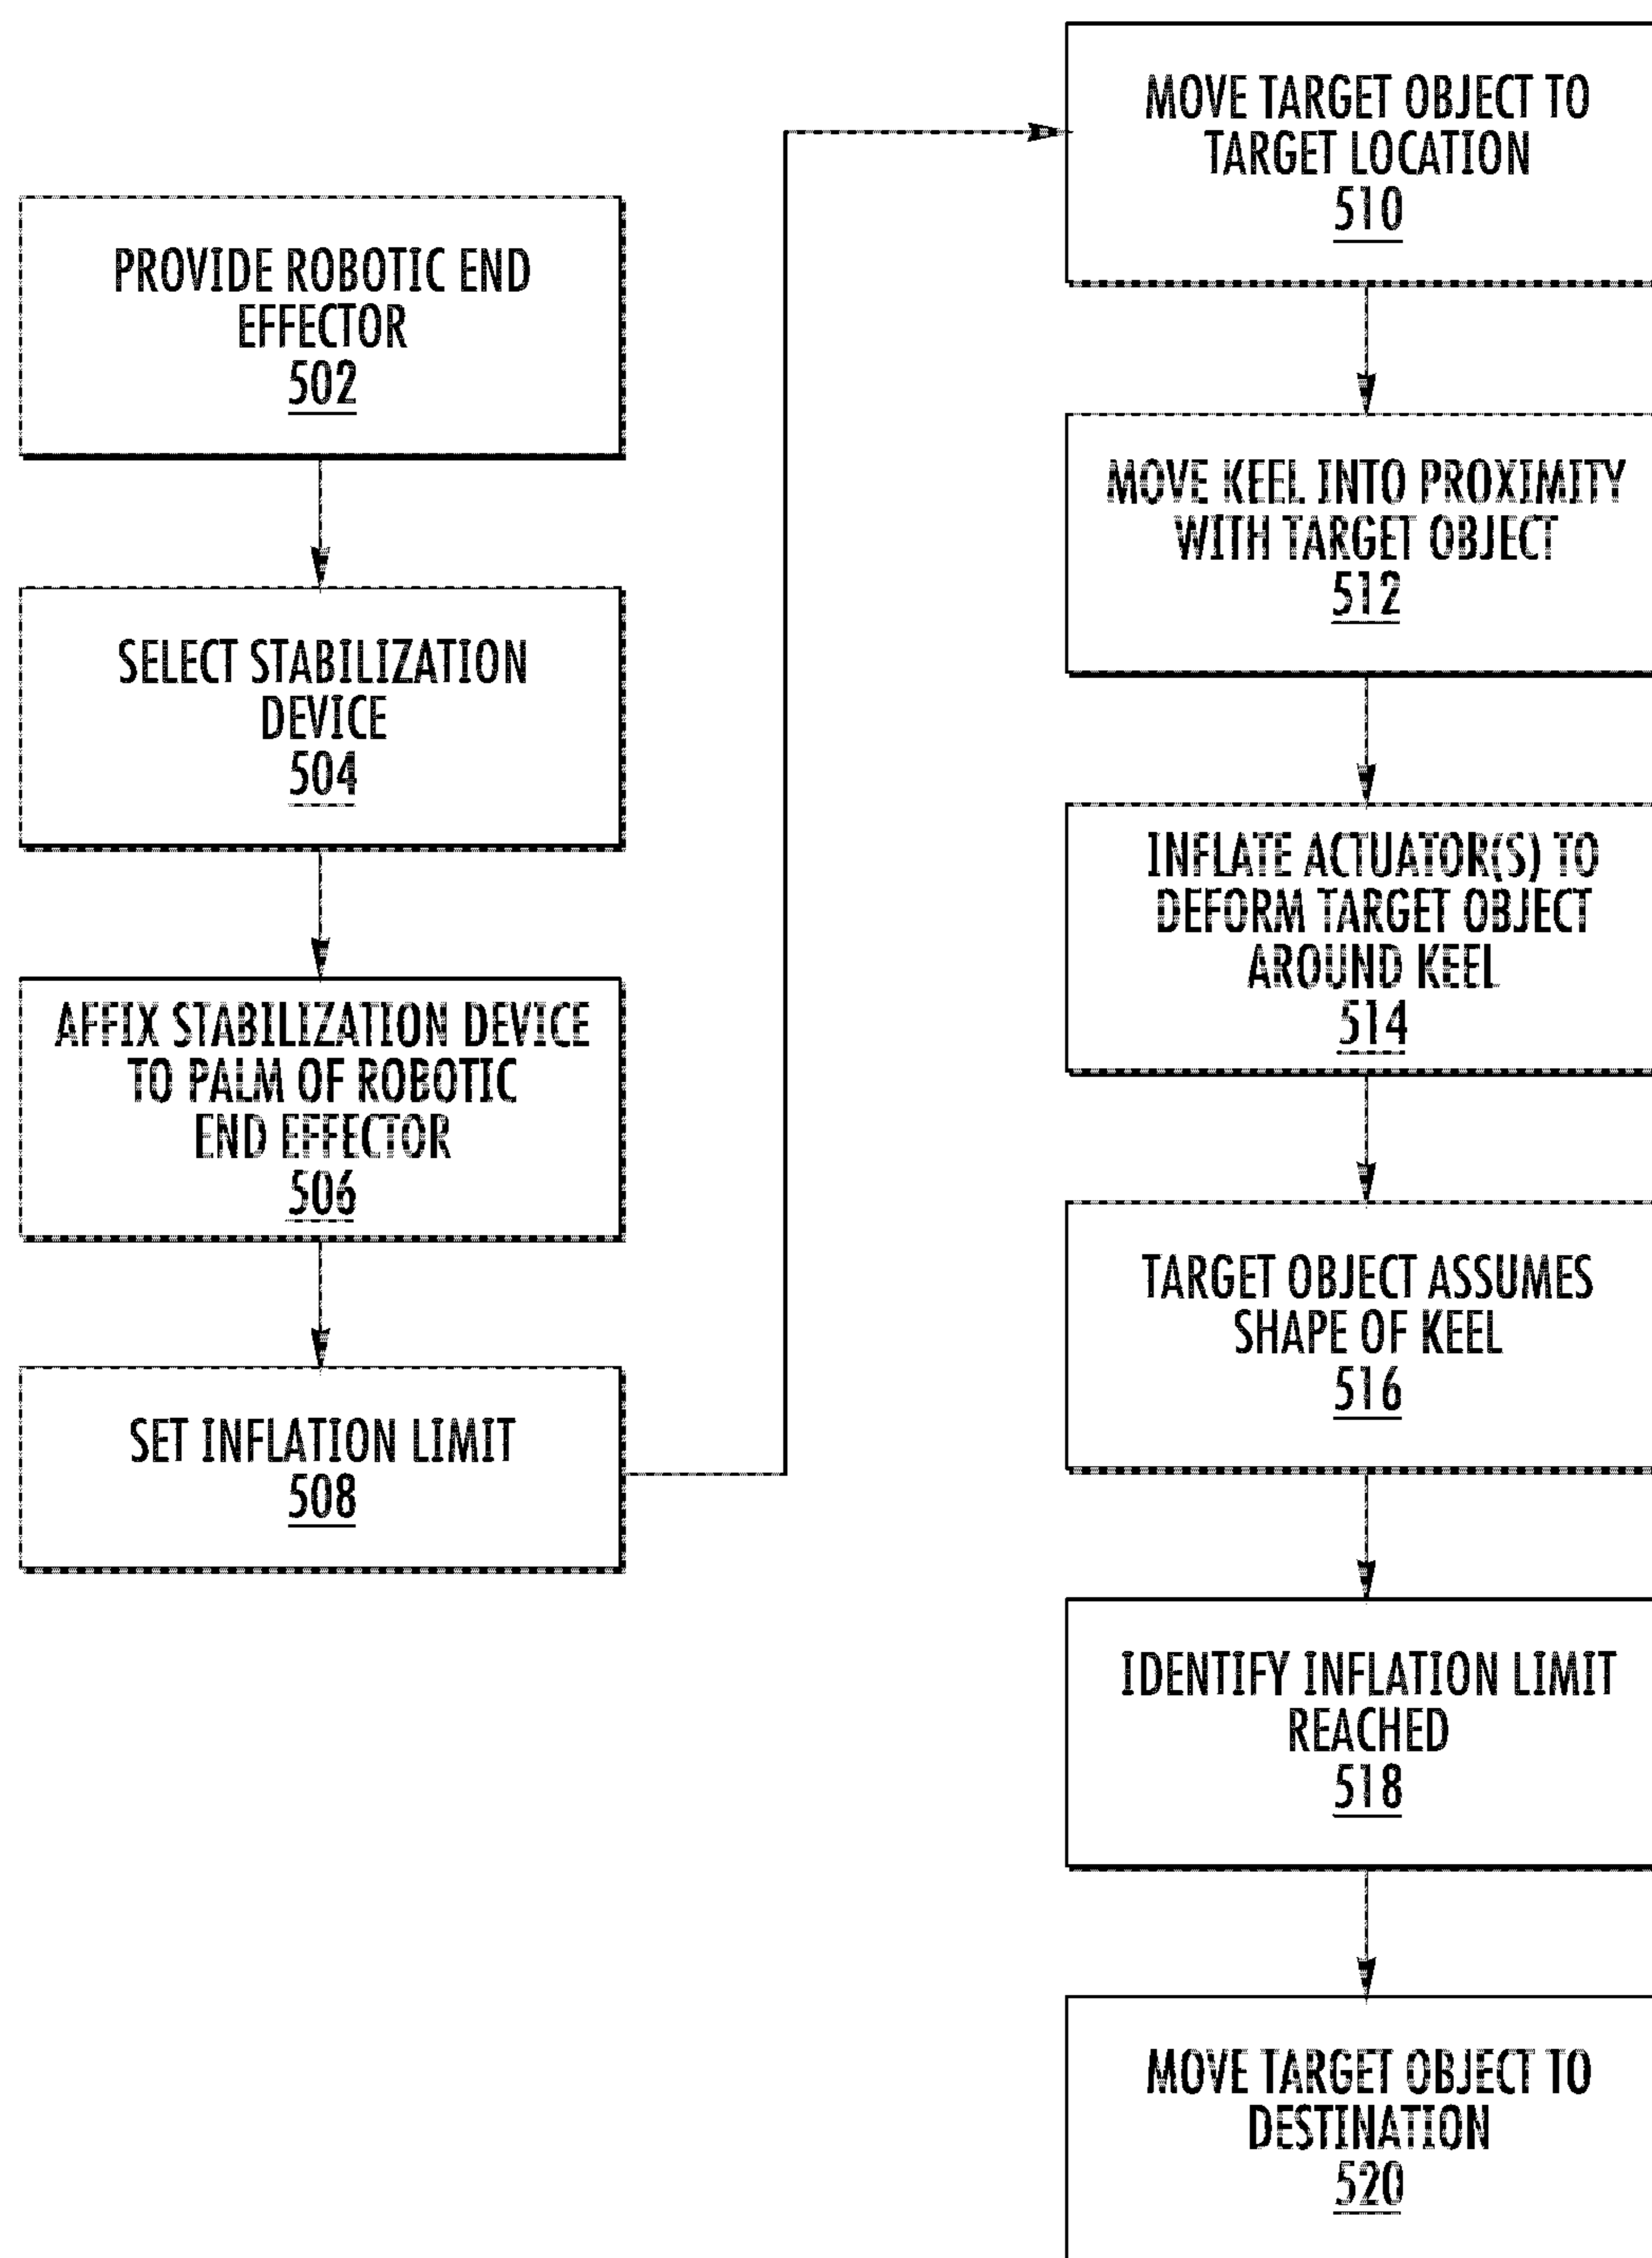 PROVIDE ROBOTIC END
EFFECTOR
502
SELECT STABILIZATION
DEVICE
504
AFFIX STABILIZATION DEVICE
TO PALM OF ROBOTIC
END EFFECTOR
506
SET INFLATION LIMIT
508
MOVE TARGET OBJECT TO
TARGET LOCATION
510
MOVE KEEL INTO PROXIMITY
WITH TARGET OBJECT
512
INFLATE ACTUATOR(S) TO
DEFORM TARGET OBJECT
AROUND KEEL
514
TARGET OBJECT ASSUMES
SHAPE OF KEEL
516
IDENTIFY INFLATION LIMIT
REACHED
518
MOVE TARGET OBJECT TO
DESTINATION
520